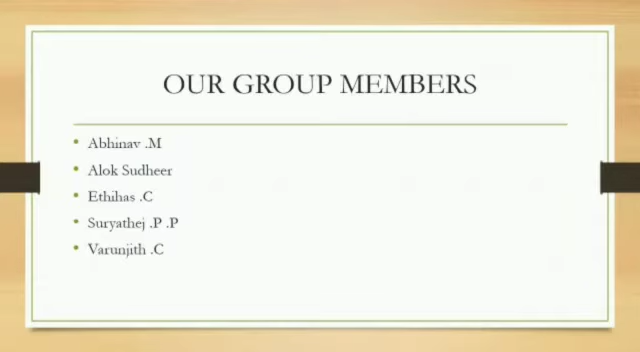 OUR GROUP MEMBERS
• Abhinav .M
• Alok Sudheer
• Ethihas .C
• Suryathej .P .P
• Varunjith .C